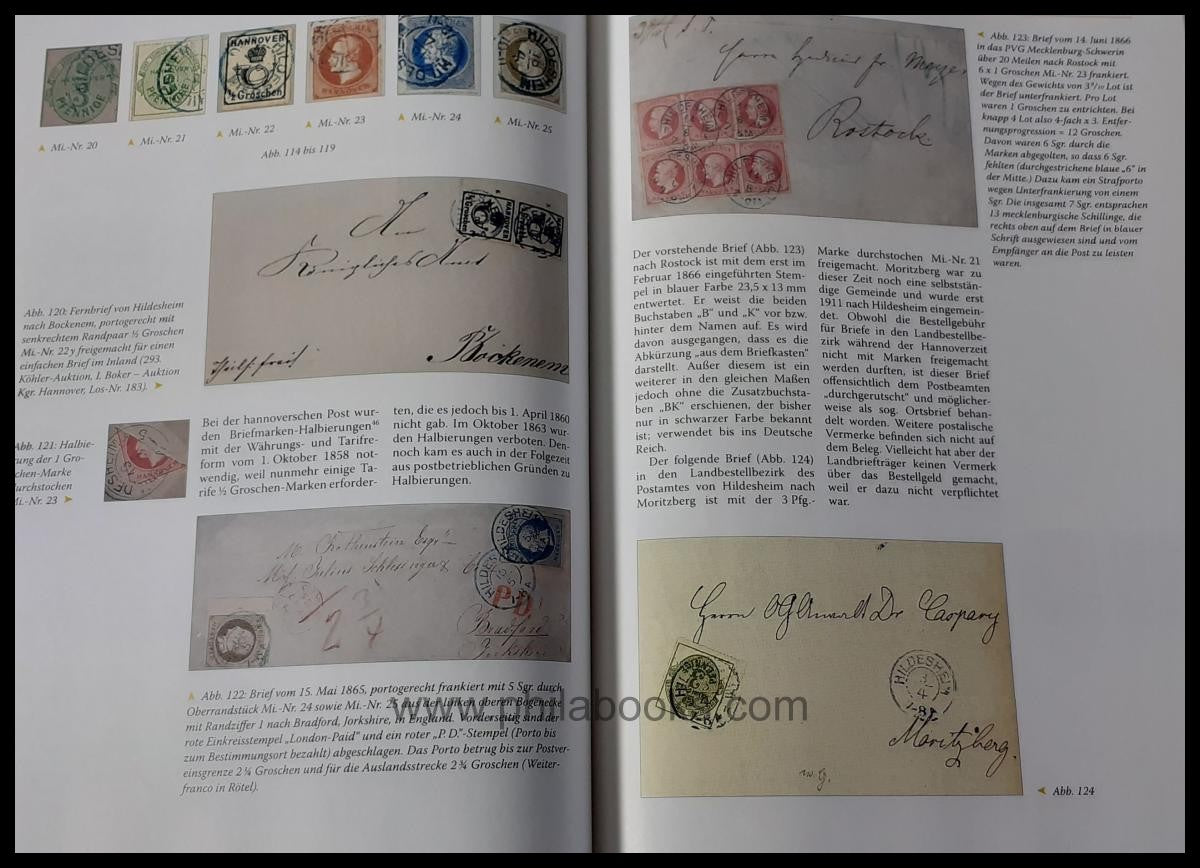 Mi.-Nr. 20
Mi.-Nr. 21
Mi.-Nr. 22
Mi.-Nr. 23
Mi.-Nr. 24
Mi.-Nr. 25
HANNOVER
½ Groschen
Abb. 114 bis 119
Königliches Amt
Bockenem
Abb. 120: Fernbrief von Hildesheim
nach Bockenem, portogerecht mit
senkrechtem Randpaar ½ Groschen
Mi.-Nr. 22 y freigemacht für einen
einfachen Brief im Inland (293.
Köhler-Auktion, I. Boker – Auktion
Kgr. Hannover, Los-Nr. 183).
Abb. 121: Halbie-
rung der 1 Gro-
schen-Marke
durchstochen
Mi.-Nr. 23
Bei der hannoverschen Post wur-
den Briefmarken-Halbierungen⁴⁶
mit der Währungs- und Tarifre-
form vom 1. Oktober 1858 not-
wendig, weil nunmehr einige Ta-
rife ½ Groschen-Marken erforder-
ten, die es jedoch bis 1. April 1860
nicht gab. Im Oktober 1863 wur-
den Halbierungen verboten. Den-
noch kam es auch in der Folgezeit
aus postbetrieblichen Gründen zu
Halbierungen.
HILDESHEIM
P.D.
Bradford
Abb. 122: Brief vom 15. Mai 1865, portogerecht frankiert mit 5 Sgr. durch
Oberrandstück Mi.-Nr. 24 sowie Mi.-Nr. 25 aus der linken oberen Bogenecke
mit Randziffer 1 nach Bradford, Jorkshire, in England. Vorderseitig sind der
rote Einkreisstempel „London-Paid" und ein roter „P. D."-Stempel (Porto bis
zum Bestimmungsort bezahlt) abgeschlagen. Das Porto betrug bis zur Postver-
einsgrenze 2 ¼ Groschen und für die Auslandsstrecke 2 ¾ Groschen (Weiter-
franco in Rötel).
Rostock
Abb. 123: Brief vom 14. Juni 1866
in das PVG Mecklenburg-Schwerin
über 20 Meilen nach Rostock mit
6 x 1 Groschen Mi.-Nr. 23 frankiert.
Wegen des Gewichts von 3⁹/₁₀ Lot ist
der Brief unterfrankiert. Pro Lot
waren 1 Groschen zu entrichten. Bei
knapp 4 Lot also 4-fach x 3. Entfer-
nungsprogression = 12 Groschen.
Davon waren 6 Sgr. durch die
Marken abgegolten, so dass 6 Sgr.
fehlten (durchgestrichene blaue „6" in
der Mitte.) Dazu kam ein Strafporto
wegen Unterfrankierung von einem
Sgr. Die insgesamt 7 Sgr. entsprachen
13 mecklenburgische Schillinge, die
rechts oben auf dem Brief in blauer
Schrift ausgewiesen sind und vom
Empfänger an die Post zu leisten
waren.
Der vorstehende Brief (Abb. 123)
nach Rostock ist mit dem erst im
Februar 1866 eingeführten Stem-
pel in blauer Farbe 23,5 x 13 mm
entwertet. Er weist die beiden
Buchstaben „B" und „K" vor bzw.
hinter dem Namen auf. Es wird
davon ausgegangen, dass es die
Abkürzung „aus dem Briefkasten"
darstellt. Außer diesem ist ein
weiterer in den gleichen Maßen
jedoch ohne die Zusatzbuchsta-
ben „BK" erschienen, der bisher
nur in schwarzer Farbe bekannt
ist; verwendet bis ins Deutsche
Reich.
Der folgende Brief (Abb. 124)
in den Landbestellbezirk des
Postamtes von Hildesheim nach
Moritzberg ist mit der 3 Pfg.-
Marke durchstochen Mi.-Nr. 21
freigemacht. Moritzberg war zu
dieser Zeit noch eine selbststän-
dige Gemeinde und wurde erst
1911 nach Hildesheim eingemein-
det. Obwohl die Bestellgebühr
für Briefe in den Landbestellbe-
zirk während der Hannoverzeit
nicht mit Marken freigemacht
werden durften, ist dieser Brief
offensichtlich dem Postbeamten
„durchgerutscht" und möglicher-
weise als sog. Ortsbrief behan-
delt worden. Weitere postalische
Vermerke befinden sich nicht auf
dem Beleg. Vielleicht hat aber der
Landbriefträger keinen Vermerk
über das Bestellgeld gemacht,
weil er dazu nicht verpflichtet
war.
Caspary
HILDESHEIM
Moritzberg.
Abb. 124
www.philabooks.com